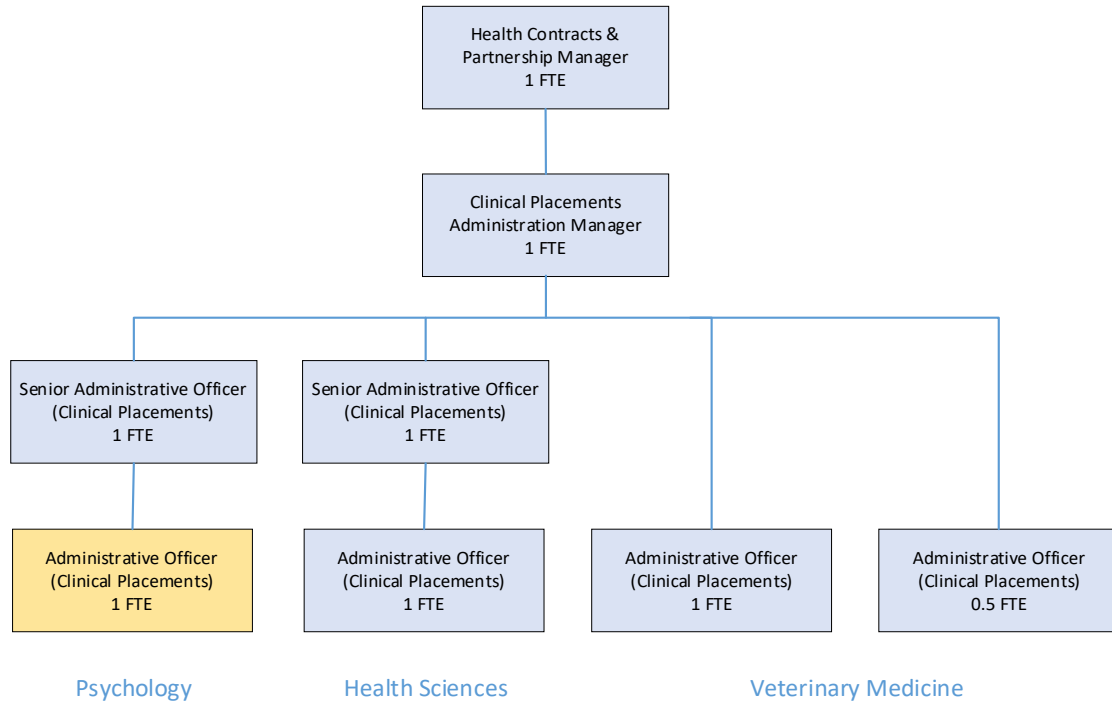 Health Contracts &
Partnership Manager
1 FTE
Clinical Placements
Administration Manager
1 FTE
Senior Administrative Officer
(Clinical Placements)
1 FTE
Senior Administrative Officer
(Clinical Placements)
1 FTE
Administrative Officer
(Clinical Placements)
1 FTE
Administrative Officer
(Clinical Placements)
1 FTE
Administrative Officer
(Clinical Placements)
1 FTE
Administrative Officer
(Clinical Placements)
0.5 FTE
Psychology
Health Sciences
Veterinary Medicine